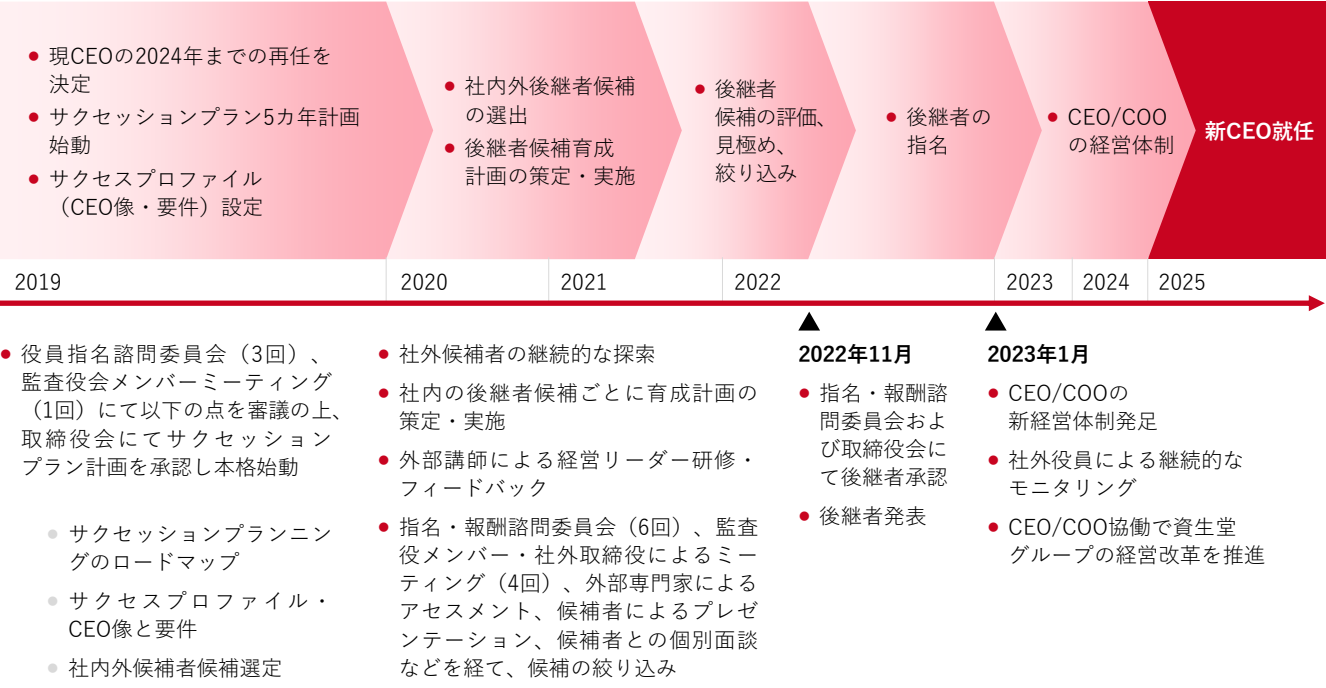 現CEOの2024年までの再任を
決定
サクセッションプラン5カ年計画
始動
サクセスプロファイル
（CEO像・要件）設定
社内外後継者候補
の選出
後継者候補育成
計画の策定・実施
後継者
候補の評価、
見極め、
絞り込み
後継者の
指名
CEO/COO
の経営体制
新CEO就任
2019
2020
2021
2022
2023
2024
2025
役員指名諮問委員会（3回）、
監査役会メンバーミーティング
（1回）にて以下の点を審議の上、
取締役会にてサクセッション
プラン計画を承認し本格始動
サクセッションプランニン
グのロードマップ
サクセスプロファイル・
CEO像と要件
社内外候補者候補選定
社外候補者の継続的な探索
社内の後継者候補ごとに育成計画の
策定・実施
外部講師による経営リーダー研修・
フィードバック
指名・報酬諮問委員会（6回）、監査
役メンバー・社外取締役によるミー
ティング（4回）、外部専門家による
アセスメント、候補者によるプレゼ
ンテーション、候補者との個別面談
などを経て、候補の絞り込み
2022年11月
指名・報酬諮
問委員会およ
び取締役会に
て後継者承認
後継者発表
2023年1月
CEO/COOの
新経営体制発足
社外役員による継続的な
モニタリング
CEO/COO協働で資生堂
グループの経営改革を推進